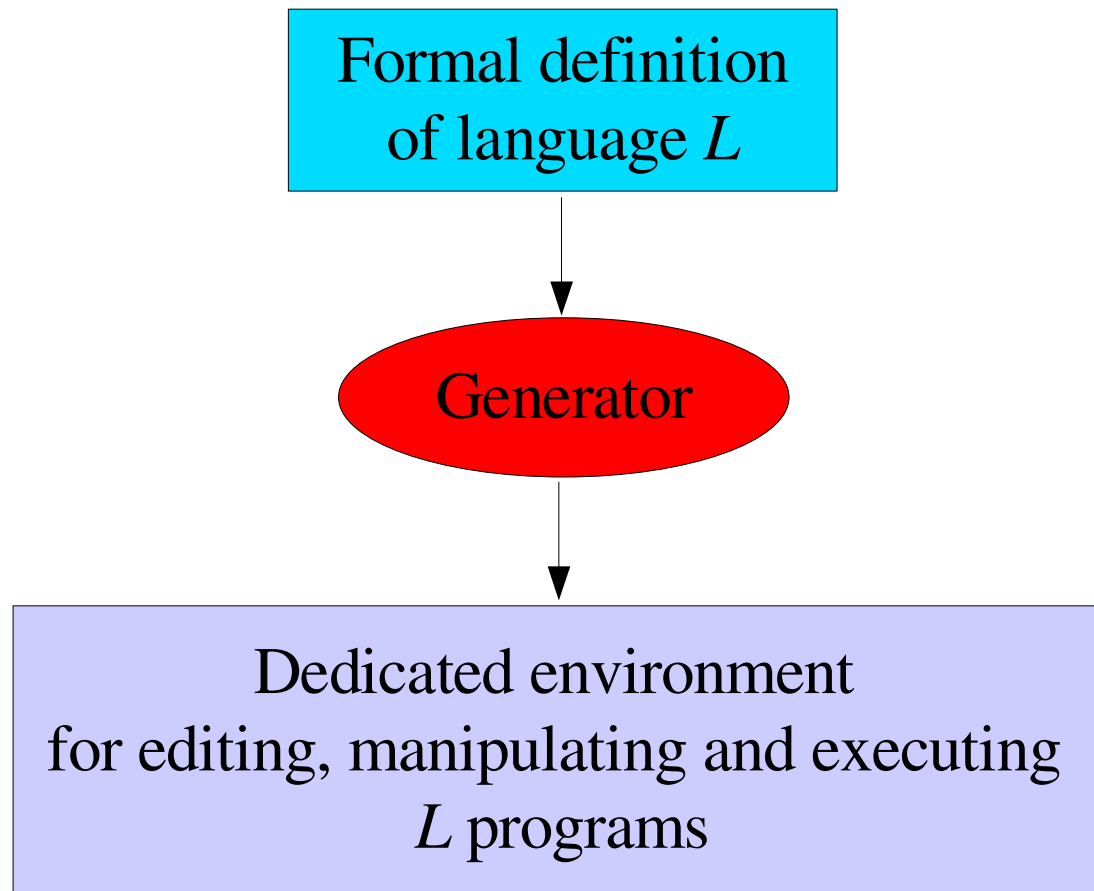 Formal definition
of language L
Generator
Dedicated environment
for editing, manipulating and executing
L programs